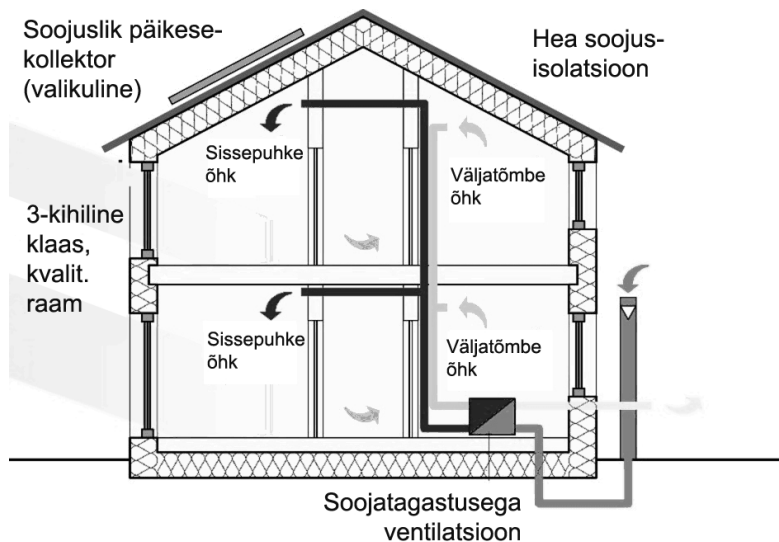 Soojuslik päikese-
kollektor
(valikuline)
Hea soojus-
isolatsioon
Sissepuhke
õhk
Väljatõmbe
õhk
3-kihiline
klaas,
kvalit.
raam
Sissepuhke
õhk
Väljatõmbe
õhk
Soojatagastusega
ventilatsioon